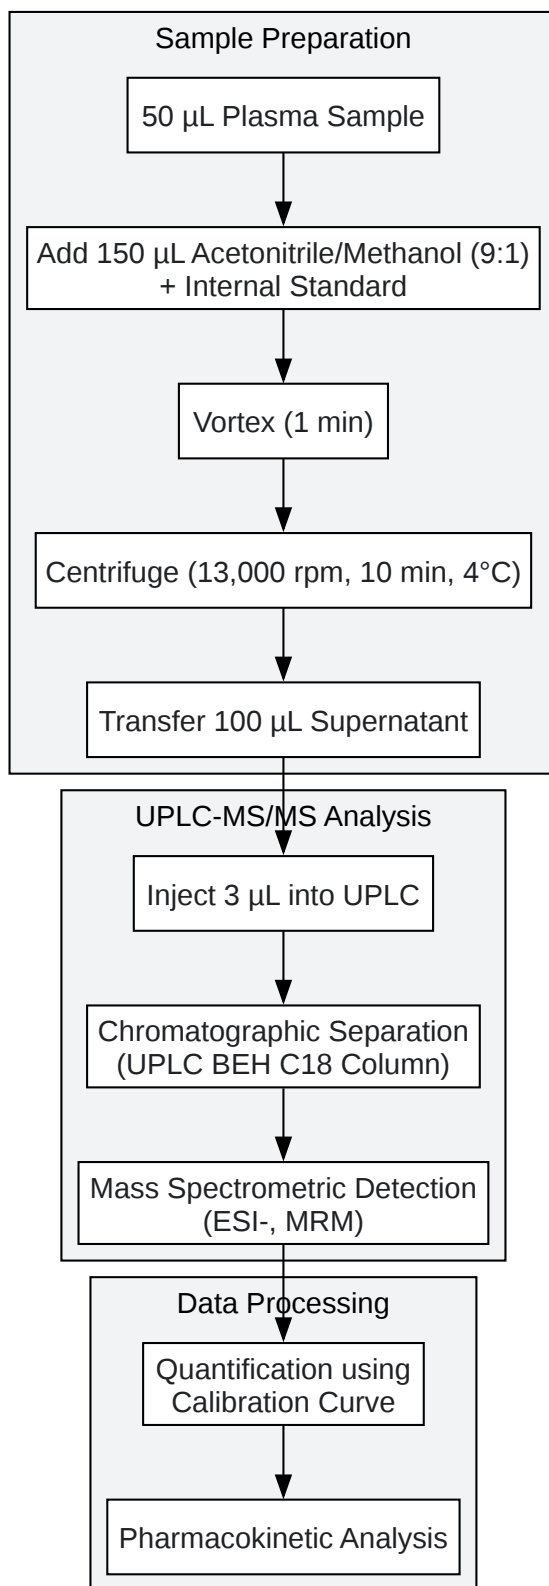 Sample Preparation
50 µL Plasma Sample
Add 150 µL Acetonitrile/Methanol (9:1)
+ Internal Standard
Vortex (1 min)
Centrifuge (13,000 rpm, 10 min, 4°C)
Transfer 100 µL Supernatant
UPLC-MS/MS Analysis
Inject 3 µL into UPLC
Chromatographic Separation
(UPLC BEH C18 Column)
Mass Spectrometric Detection
(ESI-, MRM)
Data Processing
Quantification using
Calibration Curve
Pharmacokinetic Analysis